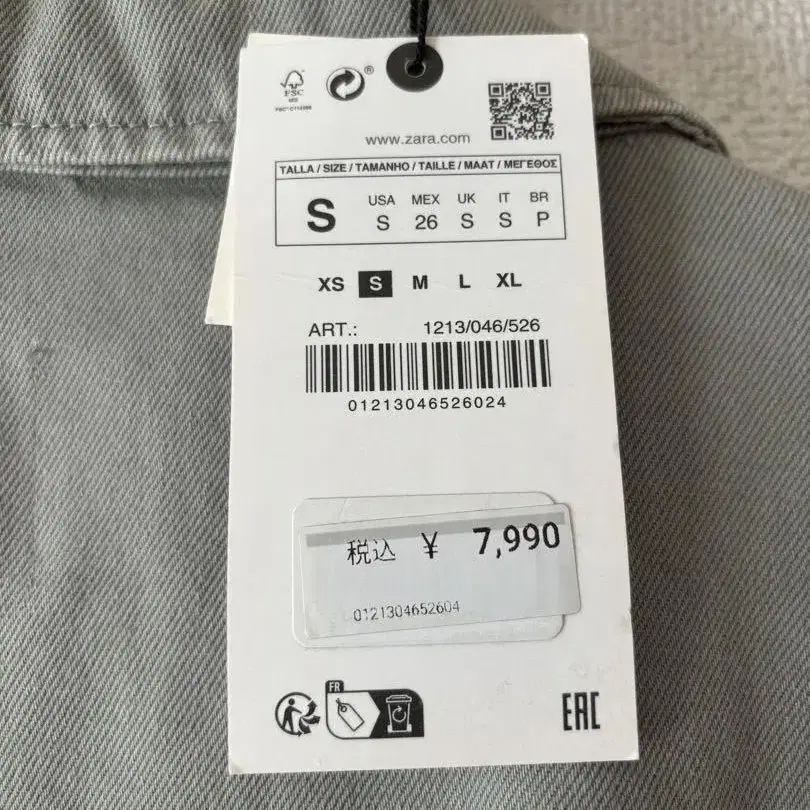 FSC
www.zara.com
TALLA / SIZE / TAMANHO / TAILLE / MAAT / ΜΕΓΕΘΟΣ
S
USA MEX UK IT BR
S 26 S S P
XS S M L XL
ART.: 1213/046/526
01213046526024
税込 ¥ 7,990
0121304652604
FR
EAC